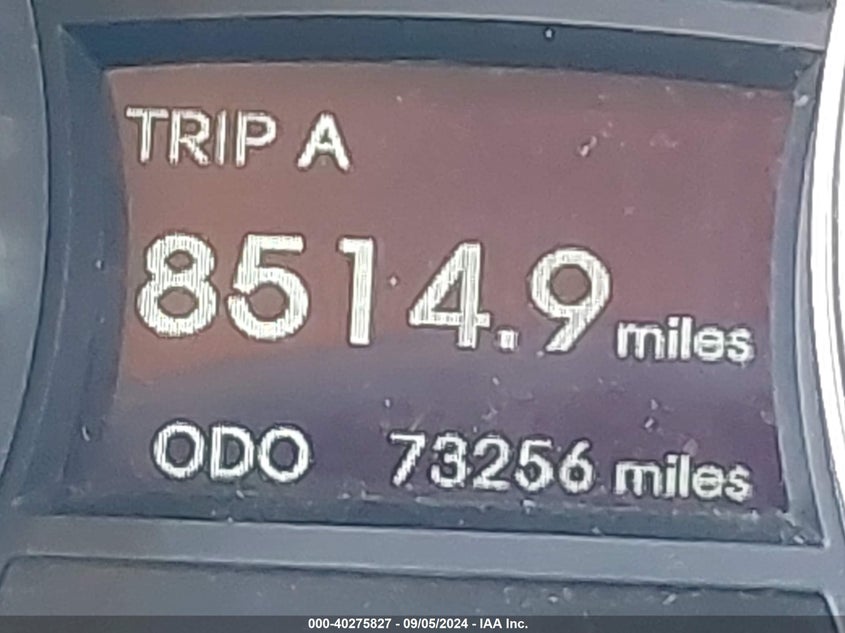 TRIP A
8514.9 miles
ODO 73256 miles
000-40275827 - 09/05/2024 - IAA Inc.